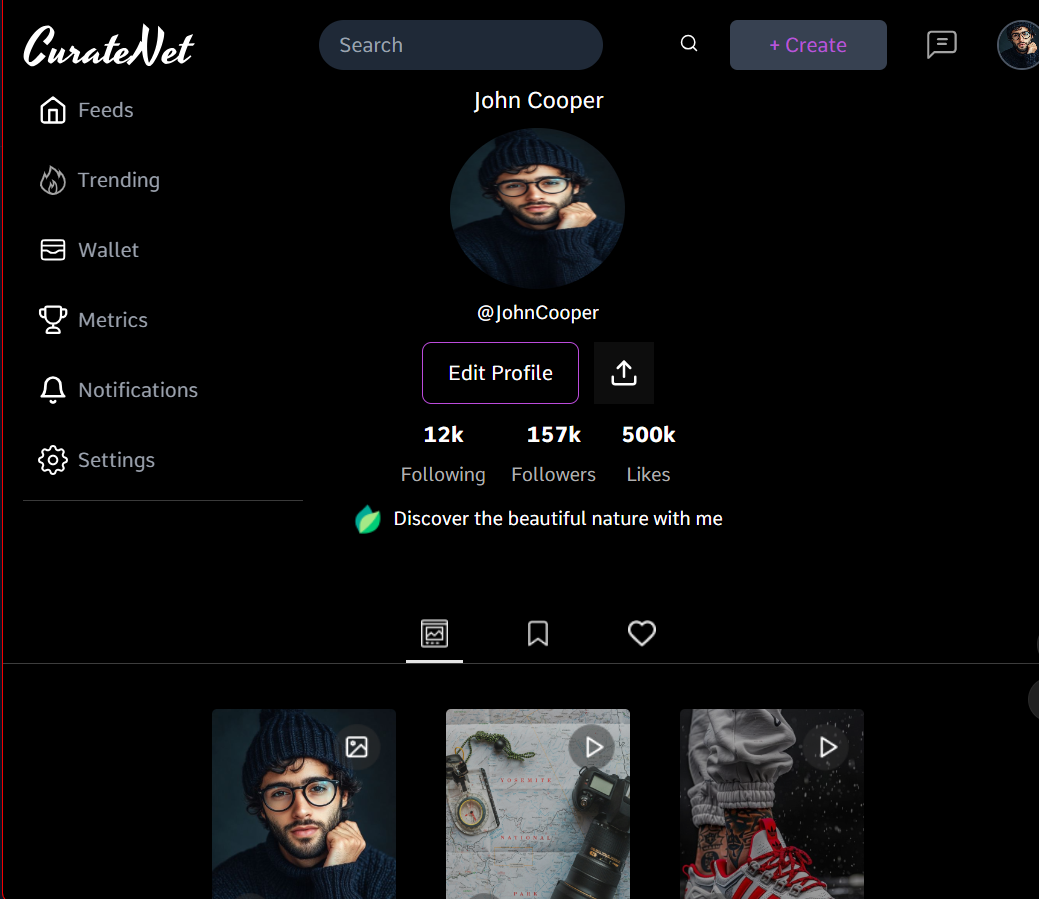 CurateNet
Search
+ Create
Feeds
Trending
Wallet
Metrics
Notifications
Settings
John Cooper
@JohnCooper
Edit Profile
12k 157k 500k
Following Followers Likes
Discover the beautiful nature with me
YOSEMITE
NATIONAL
PARK